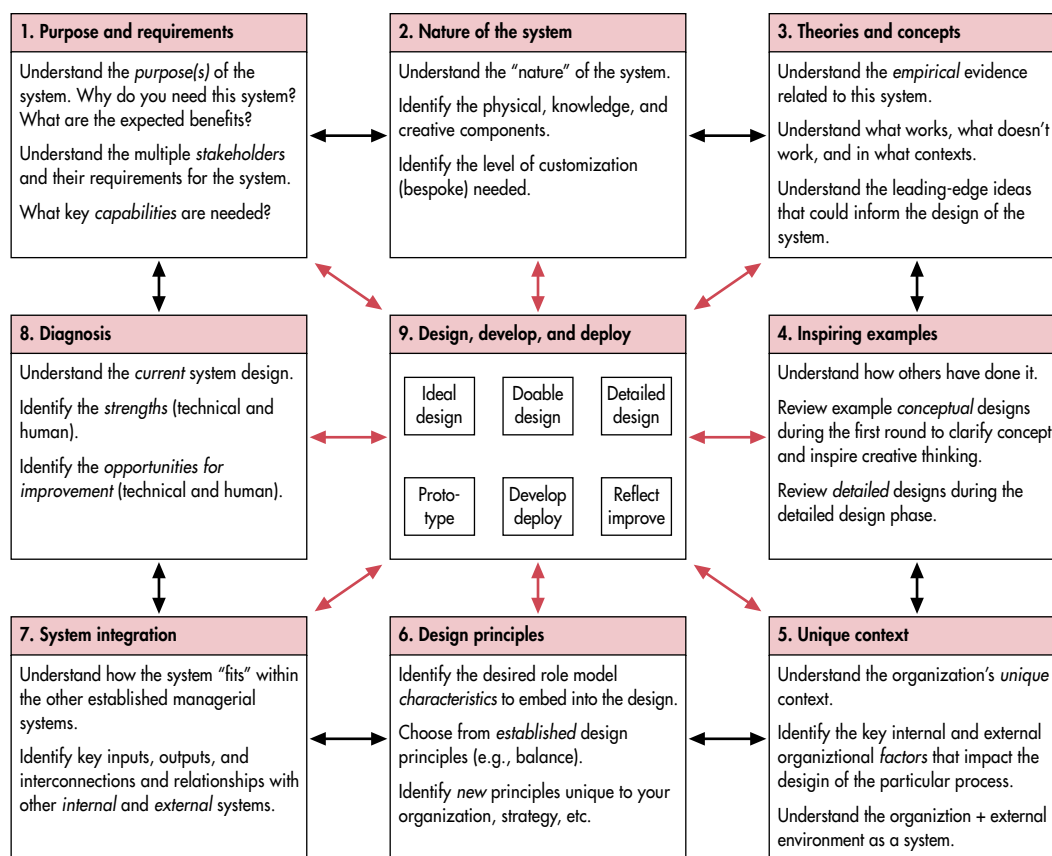 1. Purpose and requirements
Understand the purpose(s) of the
system. Why do you need this system?
What are the expected benefits?
Understand the multiple stakeholders
and their requirements for the system.
What key capabilities are needed?
2. Nature of the system
Understand the “nature” of the system.
Identify the physical, knowledge, and
creative components.
Identify the level of customization
(bespoke) needed.
3. Theories and concepts
Understand the empirical evidence
related to this system.
Understand what works, what doesn’t
work, and in what contexts.
Understand the leading-edge ideas
that could inform the design of the
system.
8. Diagnosis
Understand the current system design.
Identify the strengths (technical and
human).
Identify the opportunities for
improvement (technical and human).
9. Design, develop, and deploy
Ideal
design
Doable
design
Detailed
design
Proto-
type
Develop
deploy
Reflect
improve
4. Inspiring examples
Understand how others have done it.
Review example conceptual designs
during the first round to clarify concept
and inspire creative thinking.
Review detailed designs during the
detailed design phase.
7. System integration
Understand how the system “fits” within
the other established managerial
systems.
Identify key inputs, outputs, and
interconnections and relationships with
other internal and external systems.
6. Design principles
Identify the desired role model
characteristics to embed into the design.
Choose from established design
principles (e.g., balance).
Identify new principles unique to your
organization, strategy, etc.
5. Unique context
Understand the organization’s unique
context.
Identify the key internal and external
organiztional factors that impact the
desigin of the particular process.
Understand the organiztion + external
environment as a system.